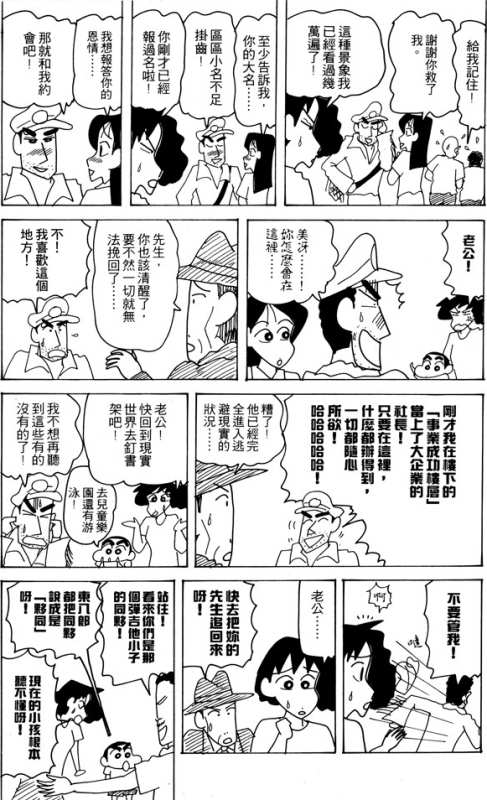 給我記住！
謝謝你救了
我。
這種景象我
已經看過幾
萬遍了！
至少告訴我，
你的大名……
區區小名不足
掛齒！
你剛才已經
報過名啦！
我想報答你的
恩情……
那就和我約
會吧！
老公！
美冴！
妳怎麼會在
這裡……
先生，
你也該清醒了，
要不然一切就無
法挽回了……
不！
我喜歡這個
地方！
剛才我在樓下的
「事業成功樓層」
當上了大企業的
社長！
只要在這裡，
什麼都辦得到，
一切都隨心
所欲！
哈哈哈哈哈！
糟了！
他已經完
全進入逃
避現實的
狀況……
老公！
快回到現實
世界去釘書
架吧！
去兒童樂
園還有游
泳！
我不想再聽
到這些有的
沒有的了！
不要管我！
啊
老公……
快去把妳的
先生追回來
呀！
站住！
看來你們是那
個彈吉他小子
的同夥！
東八郎
都把同夥
說成是
「夥同」
呀！
現在的小孩根本
聽不懂呀！